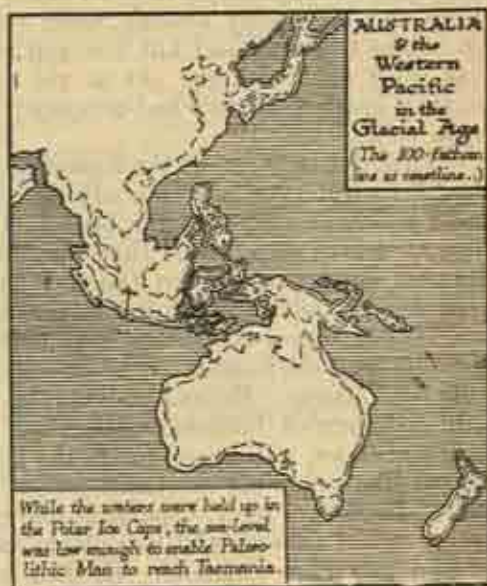 AUSTRALIA
& the
Western
Pacific
in the
Glacial Age
(The 100-fathom
line as coastline..)
While the waters were held up in
the Polar Ice Caps, the sea-level
was low enough to enable Palæo-
lithic Man to reach Tasmania.